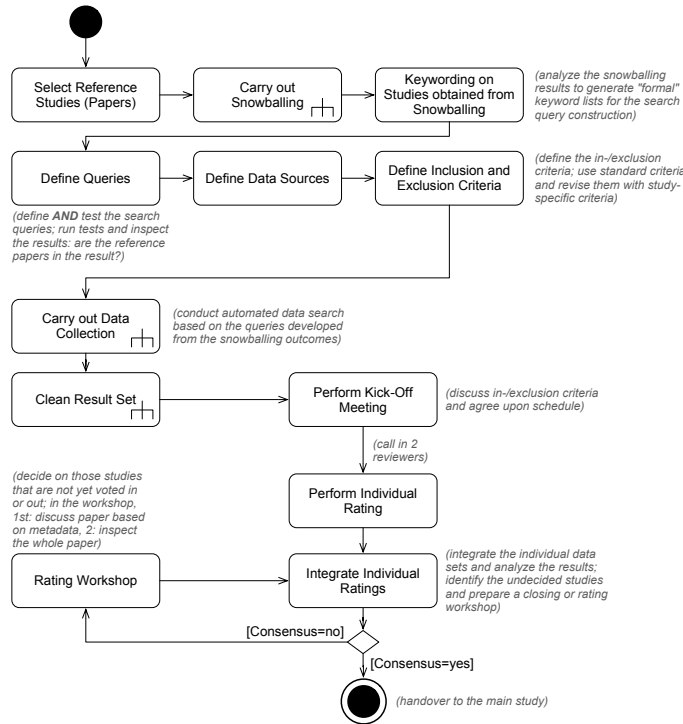 Select Reference
Studies (Papers)
Carry out
Snowballing
Keywording on
Studies obtained from
Snowballing
(analyze the snowballing
results to generate "formal"
keyword lists for the search
query construction)
Define Queries
Define Data Sources
Define Inclusion and
Exclusion Criteria
(define the in-/exclusion
criteria; use standard criteria
and revise them with study-
specific criteria)
(define AND test the search
queries; run tests and inspect
the results: are the reference
papers in the result?)
Carry out Data
Collection
(conduct automated data search
based on the queries developed
from the snowballing outcomes)
Clean Result Set
Perform Kick-Off
Meeting
(discuss in-/exclusion criteria
and agree upon schedule)
(call in 2
reviewers)
(decide on those studies
that are not yet voted in
or out; in the workshop,
1st: discuss paper based
on metadata, 2: inspect
the whole paper)
Perform Individual
Rating
Rating Workshop
Integrate Individual
Ratings
(integrate the individual data
sets and analyze the results;
identify the undecided studies
and prepare a closing or rating
workshop)
[Consensus=no]
[Consensus=yes]
(handover to the main study)